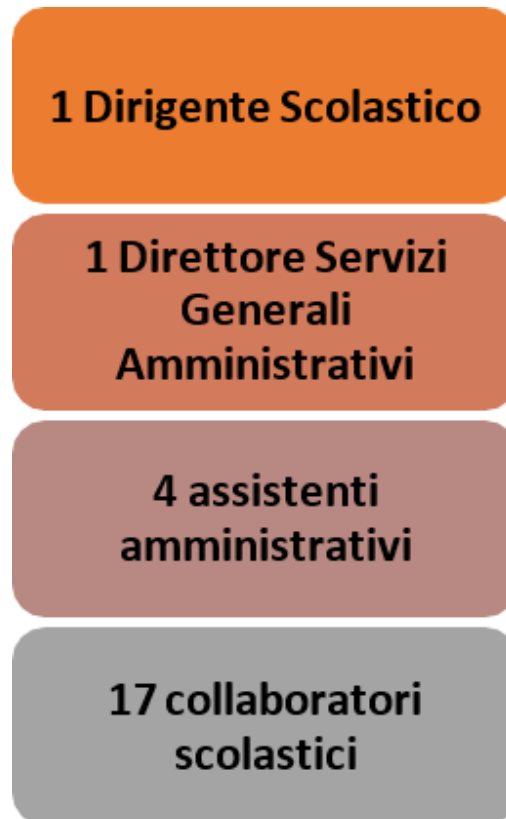 1 Dirigente Scolastico
1 Direttore Servizi
Generali
Amministrativi
4 assistenti
amministrativi
17 collaboratori
scolastici